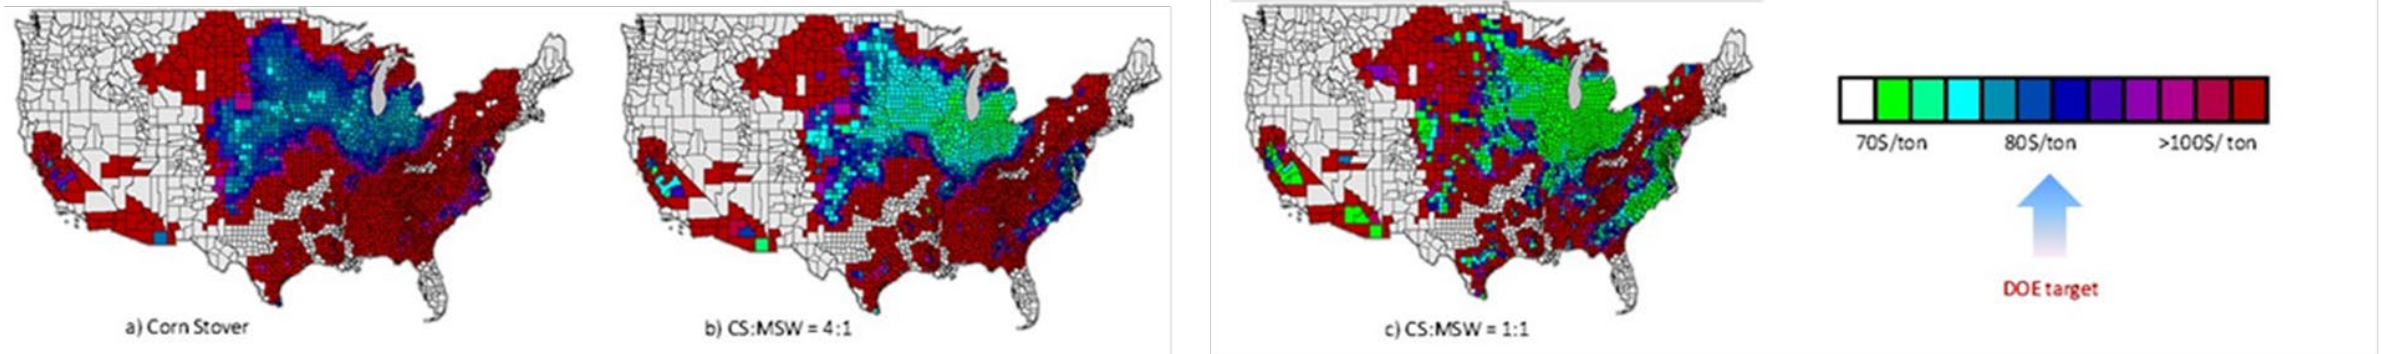 70$/ton 80$/ton >100$/ ton
DOE target
a) Corn Stover
b) CS:MSW = 4:1
c) CS:MSW = 1:1